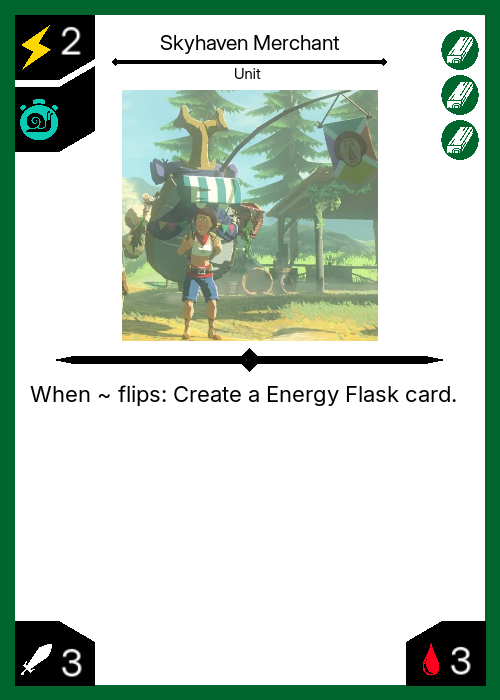 2
Skyhaven Merchant
Unit
When ~ flips: Create a Energy Flask card.
3
3